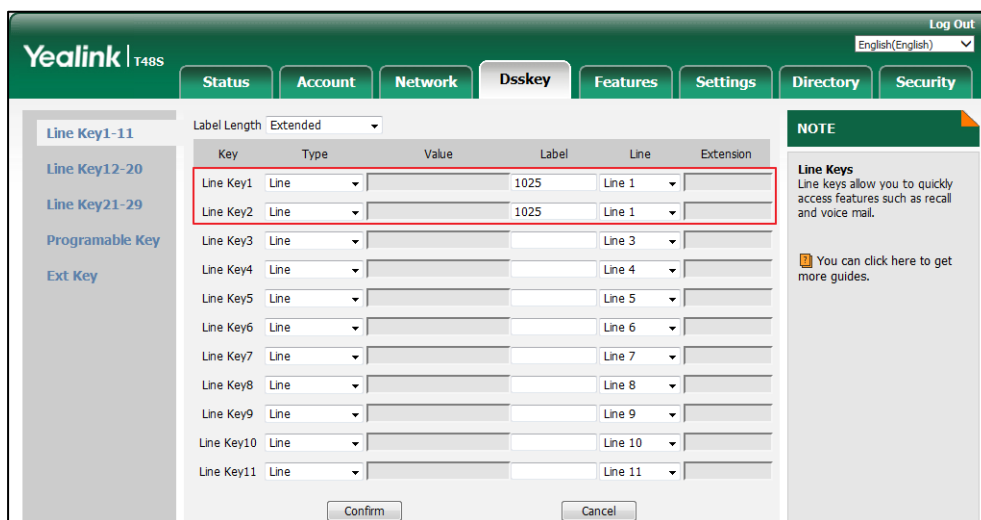 Log Out
Yealink | T48S
English(English)
Status Account Network Dsskey Features Settings Directory Security
Line Key1-11
Line Key12-20
Line Key21-29
Programable Key
Ext Key
Label Length Extended
Key Type Value Label Line Extension
Line Key1 Line 1025 Line 1
Line Key2 Line 1025 Line 1
Line Key3 Line Line 3
Line Key4 Line Line 4
Line Key5 Line Line 5
Line Key6 Line Line 6
Line Key7 Line Line 7
Line Key8 Line Line 8
Line Key9 Line Line 9
Line Key10 Line Line 10
Line Key11 Line Line 11
Confirm Cancel
NOTE
Line Keys
Line keys allow you to quickly
access features such as recall
and voice mail.
You can click here to get
more guides.